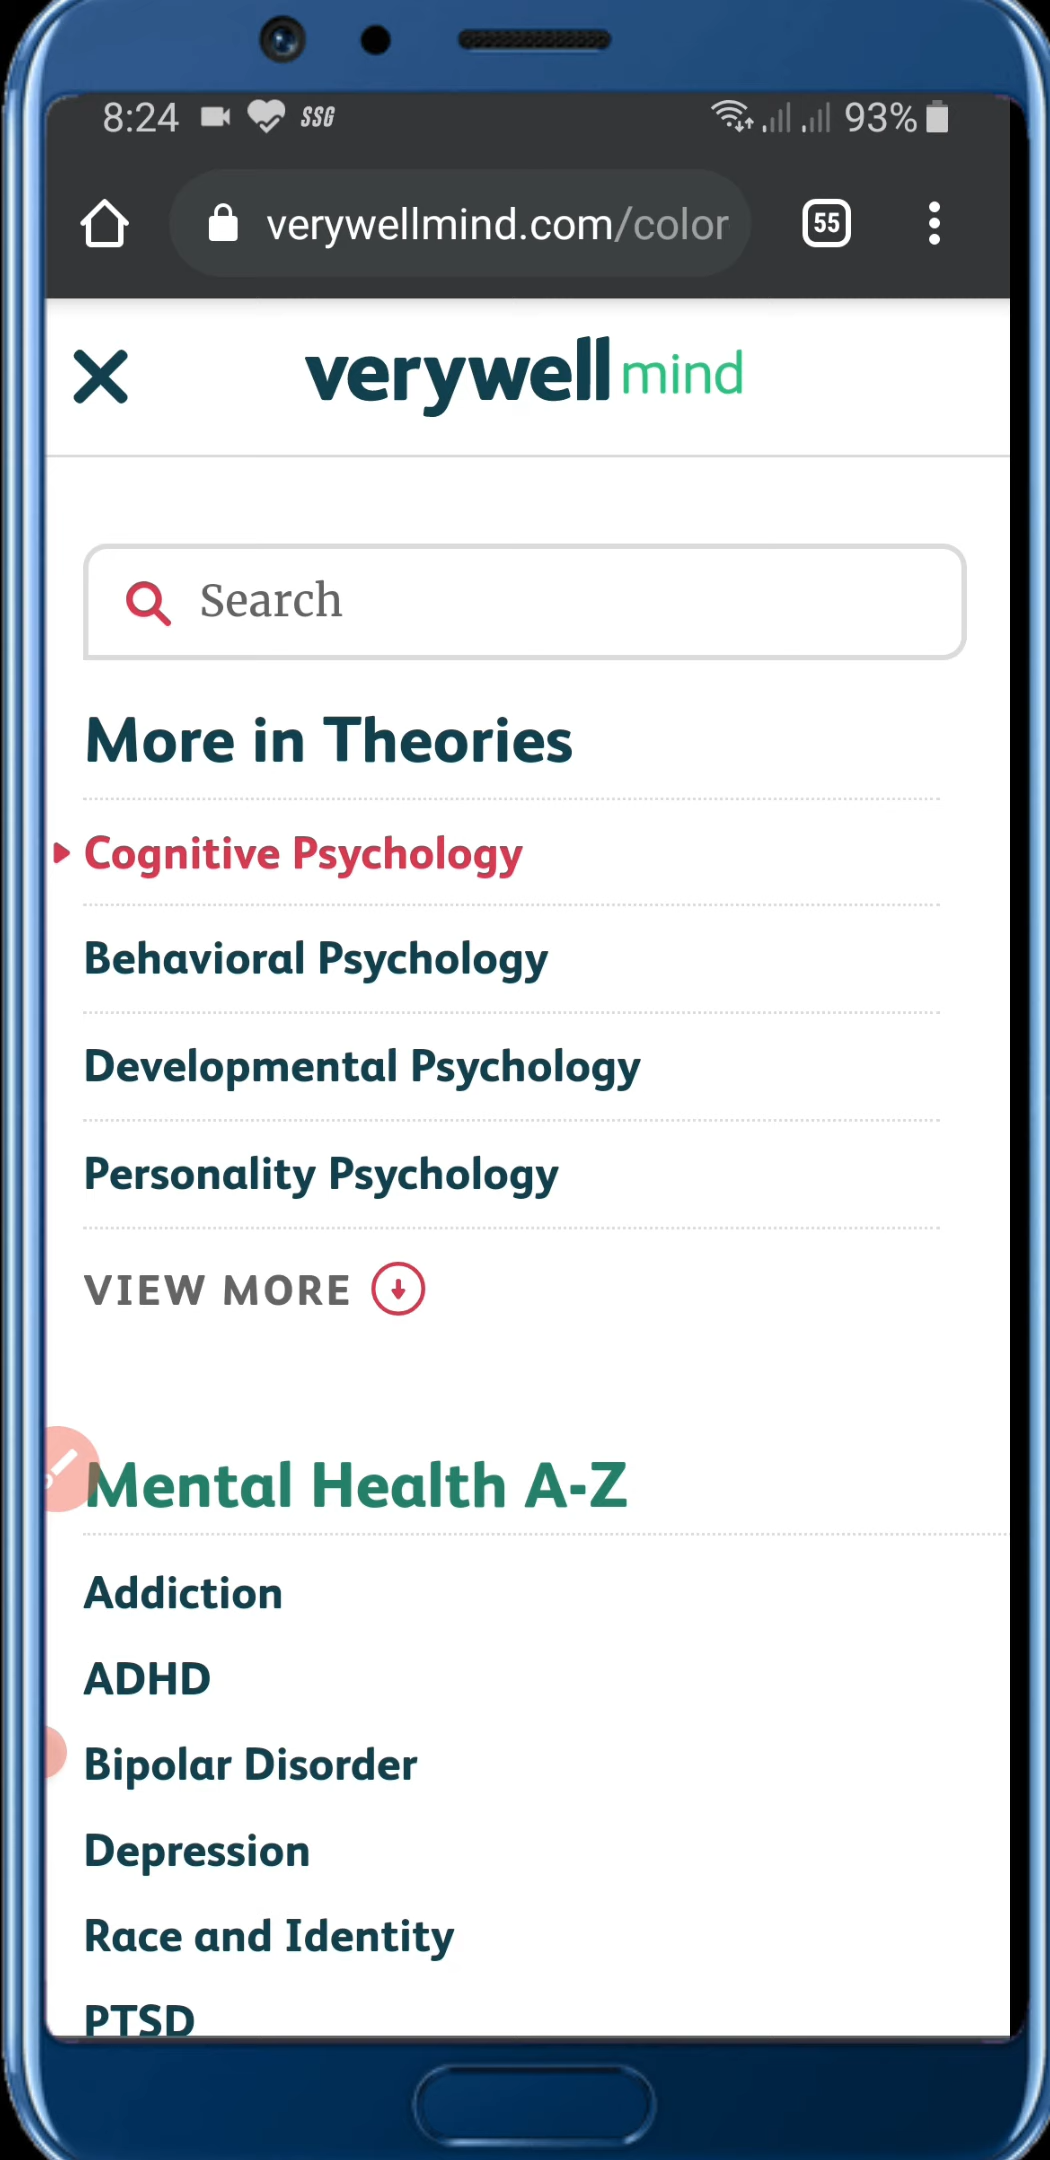 8:24 SSG 93%
verywellmind.com/color 55
verywell mind
Search
More in Theories
Cognitive Psychology
Behavioral Psychology
Developmental Psychology
Personality Psychology
VIEW MORE
Mental Health A-Z
Addiction
ADHD
Bipolar Disorder
Depression
Race and Identity
PTSD